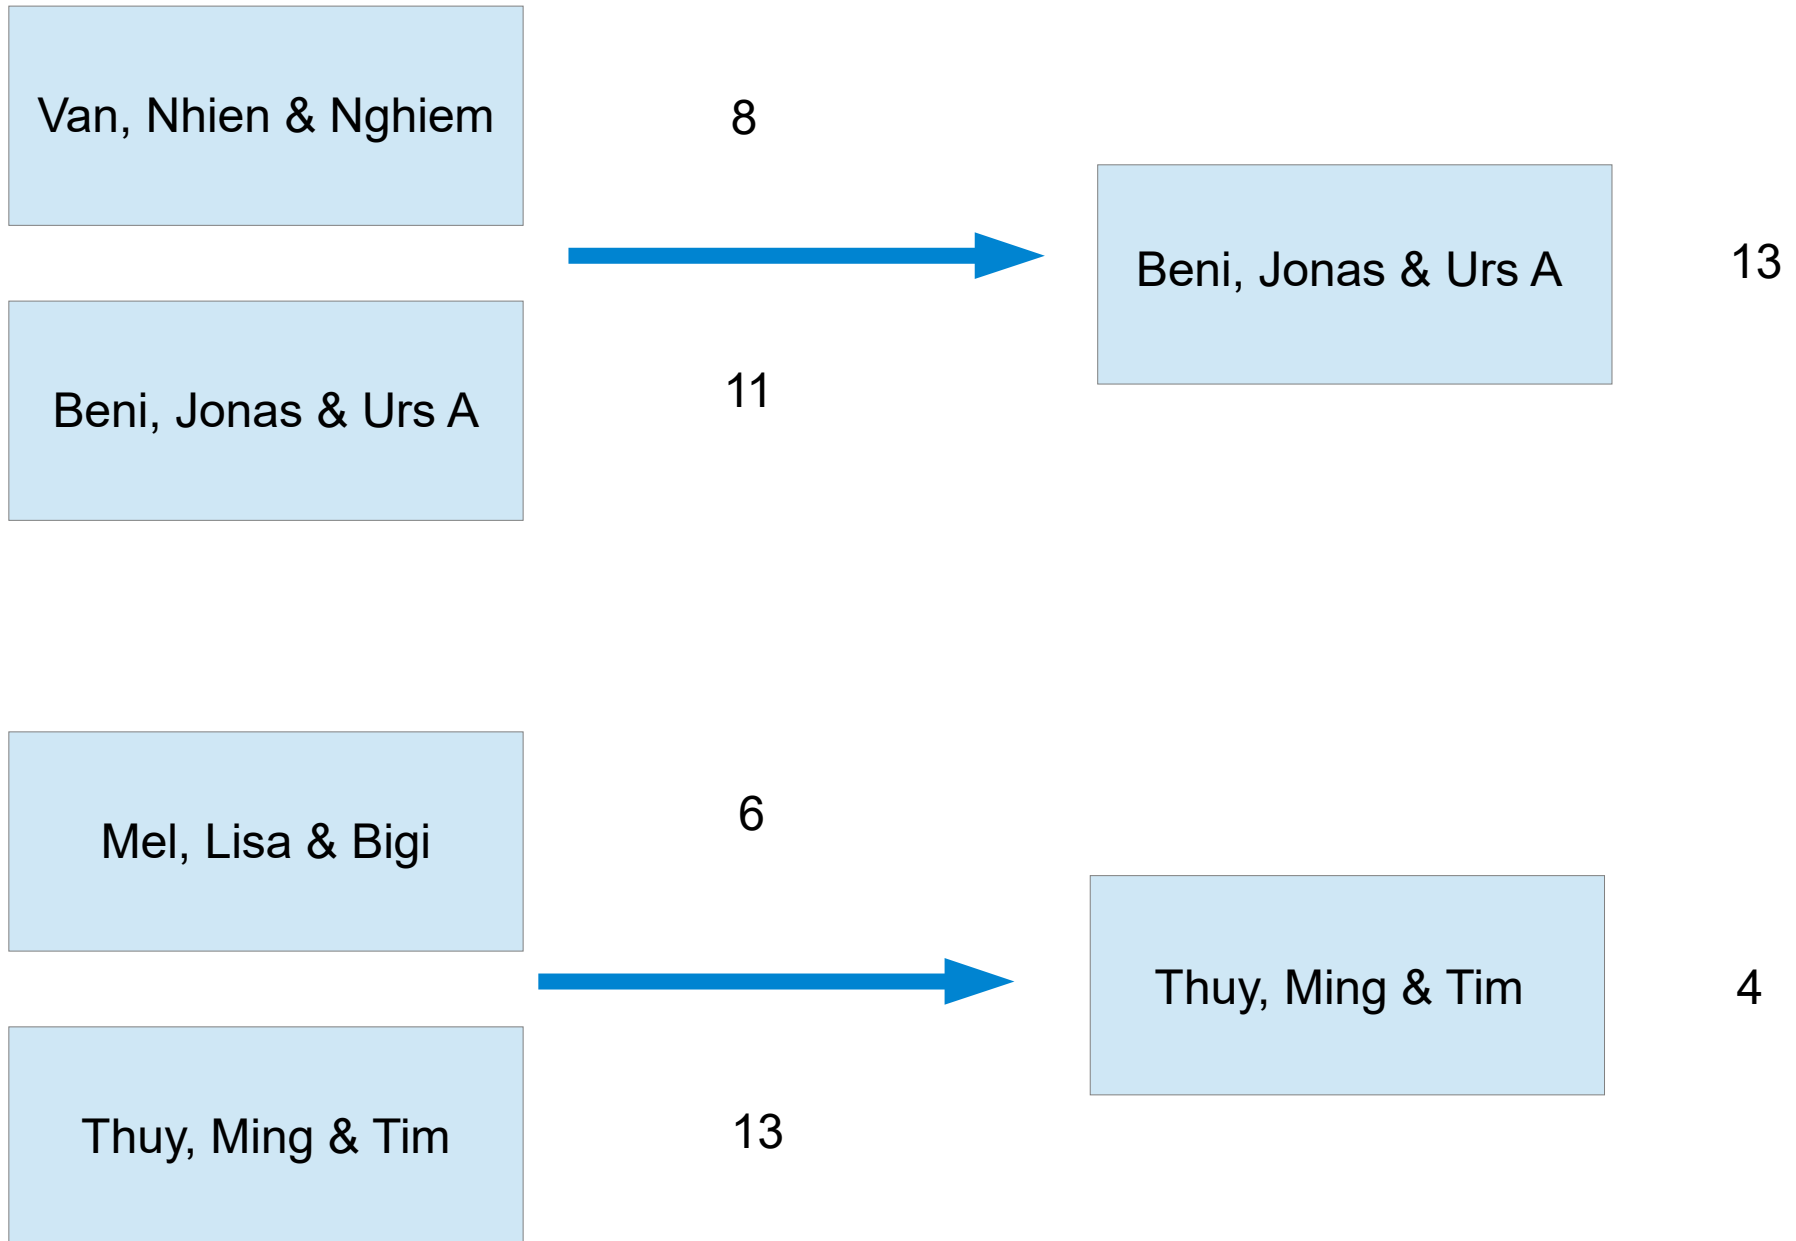 Van, Nhien & Nghiem
8
Beni, Jonas & Urs A
11
Beni, Jonas & Urs A
13
Mel, Lisa & Bigi
6
Thuy, Ming & Tim
13
Thuy, Ming & Tim
4